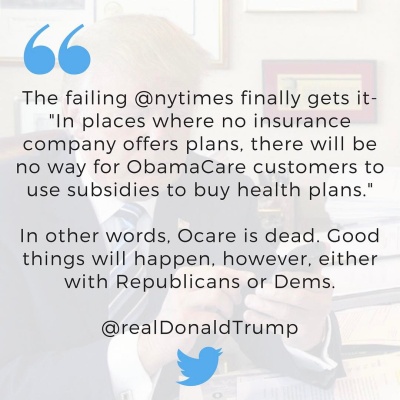 The failing @nytimes finally gets it-
"In places where no insurance
company offers plans, there will be
no way for ObamaCare customers to
use subsidies to buy health plans."
In other words, Ocare is dead. Good
things will happen, however, either
with Republicans or Dems.
@realDonaldTrump